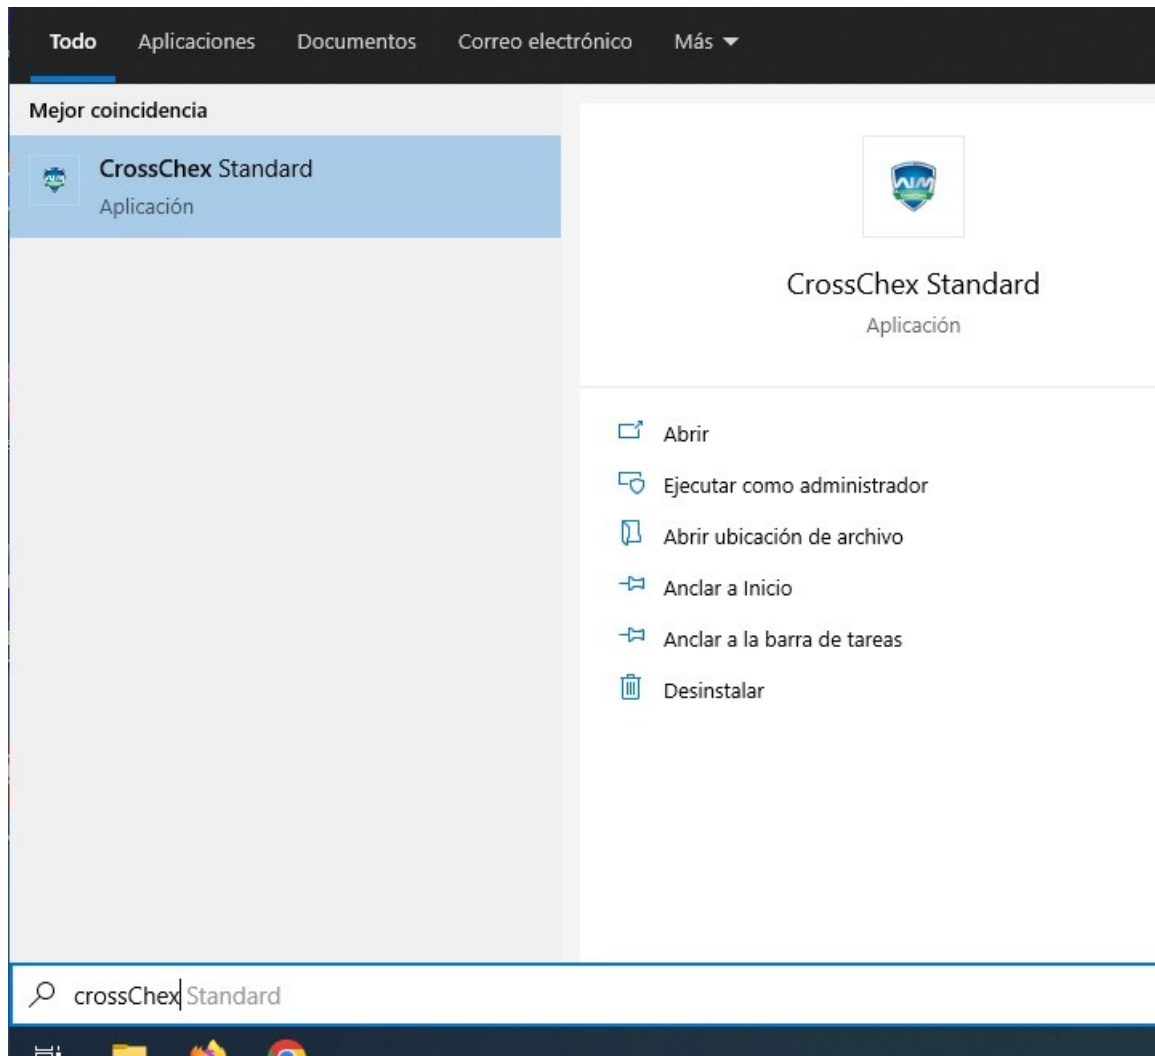 Todo Aplicaciones Documentos Correo electrónico Más
Mejor coincidencia
CrossChex Standard
Aplicación
CrossChex Standard
Aplicación
Abrir
Ejecutar como administrador
Abrir ubicación de archivo
Anclar a Inicio
Anclar a la barra de tareas
Desinstalar
crossChex Standard